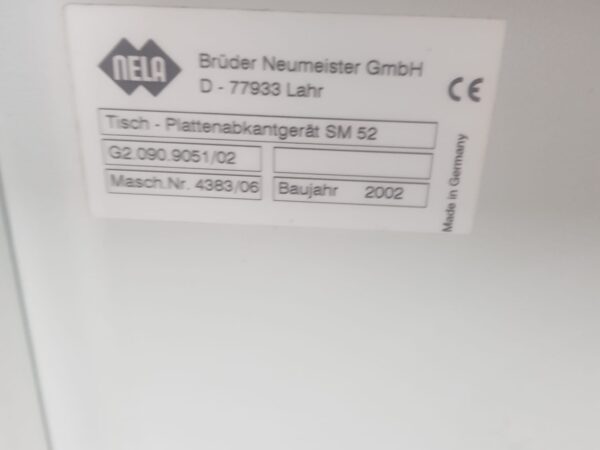 NELA
Brüder Neumeister GmbH
D - 77933 Lahr
CE
Tisch - Plattenabkantgerät SM 52
G2.090.9051/02
Masch.Nr. 4383/06
Baujahr 2002
Made in Germany